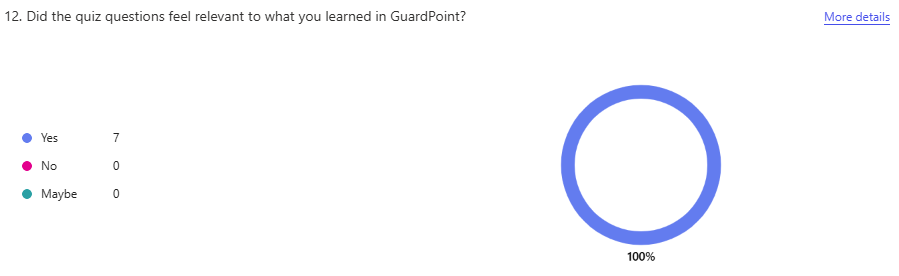 12. Did the quiz questions feel relevant to what you learned in GuardPoint?
More details
Yes 7
No 0
Maybe 0
100%